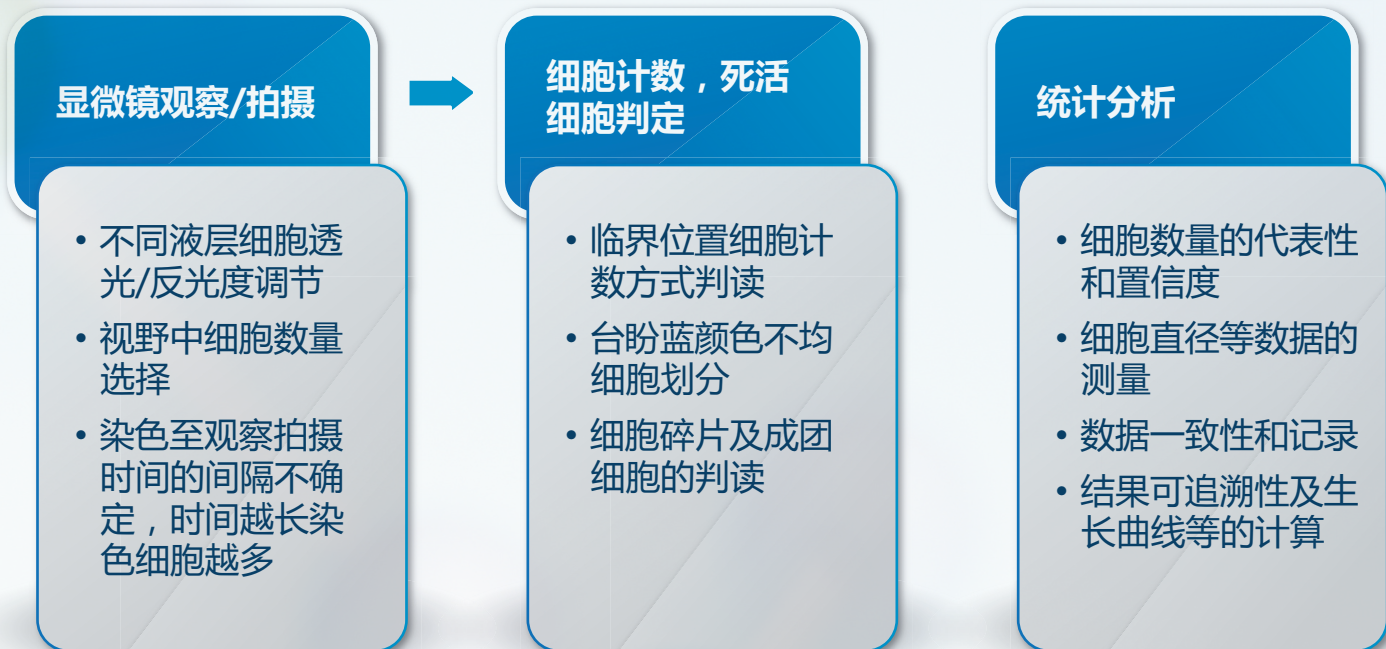 显微镜观察/拍摄
• 不同液层细胞透
光/反光度调节
• 视野中细胞数量
选择
• 染色至观察拍摄
时间的间隔不确
定，时间越长染
色细胞越多
细胞计数，死活
细胞判定
• 临界位置细胞计
数方式判读
• 台盼蓝颜色不均
细胞划分
• 细胞碎片及成团
细胞的判读
统计分析
• 细胞数量的代表性
和置信度
• 细胞直径等数据的
测量
• 数据一致性和记录
• 结果可追溯性及生
长曲线等的计算